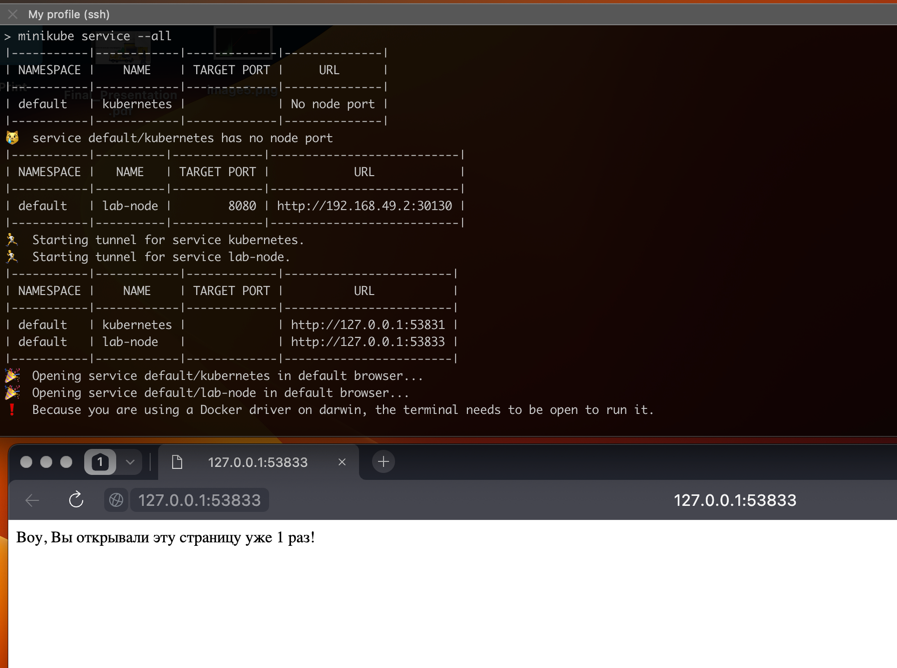 My profile (ssh)
> minikube service --all
|-----------|------------|-------------|--------------|
| NAMESPACE |    NAME    | TARGET PORT |     URL      |
|-----------|------------|-------------|--------------|
| default   | kubernetes |             | No node port |
|-----------|------------|-------------|--------------|
😿  service default/kubernetes has no node port
|-----------|----------|-------------|---------------------------|
| NAMESPACE |   NAME   | TARGET PORT |            URL            |
|-----------|----------|-------------|---------------------------|
| default   | lab-node |        8080 | http://192.168.49.2:30130 |
|-----------|----------|-------------|---------------------------|
🏃  Starting tunnel for service kubernetes.
🏃  Starting tunnel for service lab-node.
|-----------|------------|-------------|------------------------|
| NAMESPACE |    NAME    | TARGET PORT |          URL           |
|-----------|------------|-------------|------------------------|
| default   | kubernetes |             | http://127.0.0.1:53831 |
| default   | lab-node   |             | http://127.0.0.1:53833 |
|-----------|------------|-------------|------------------------|
🎉  Opening service default/kubernetes in default browser...
🎉  Opening service default/lab-node in default browser...
❗  Because you are using a Docker driver on darwin, the terminal needs to be open to run it.
1
127.0.0.1:53833
127.0.0.1:53833 127.0.0.1:53833
Воу, Вы открывали эту страницу уже 1 раз!